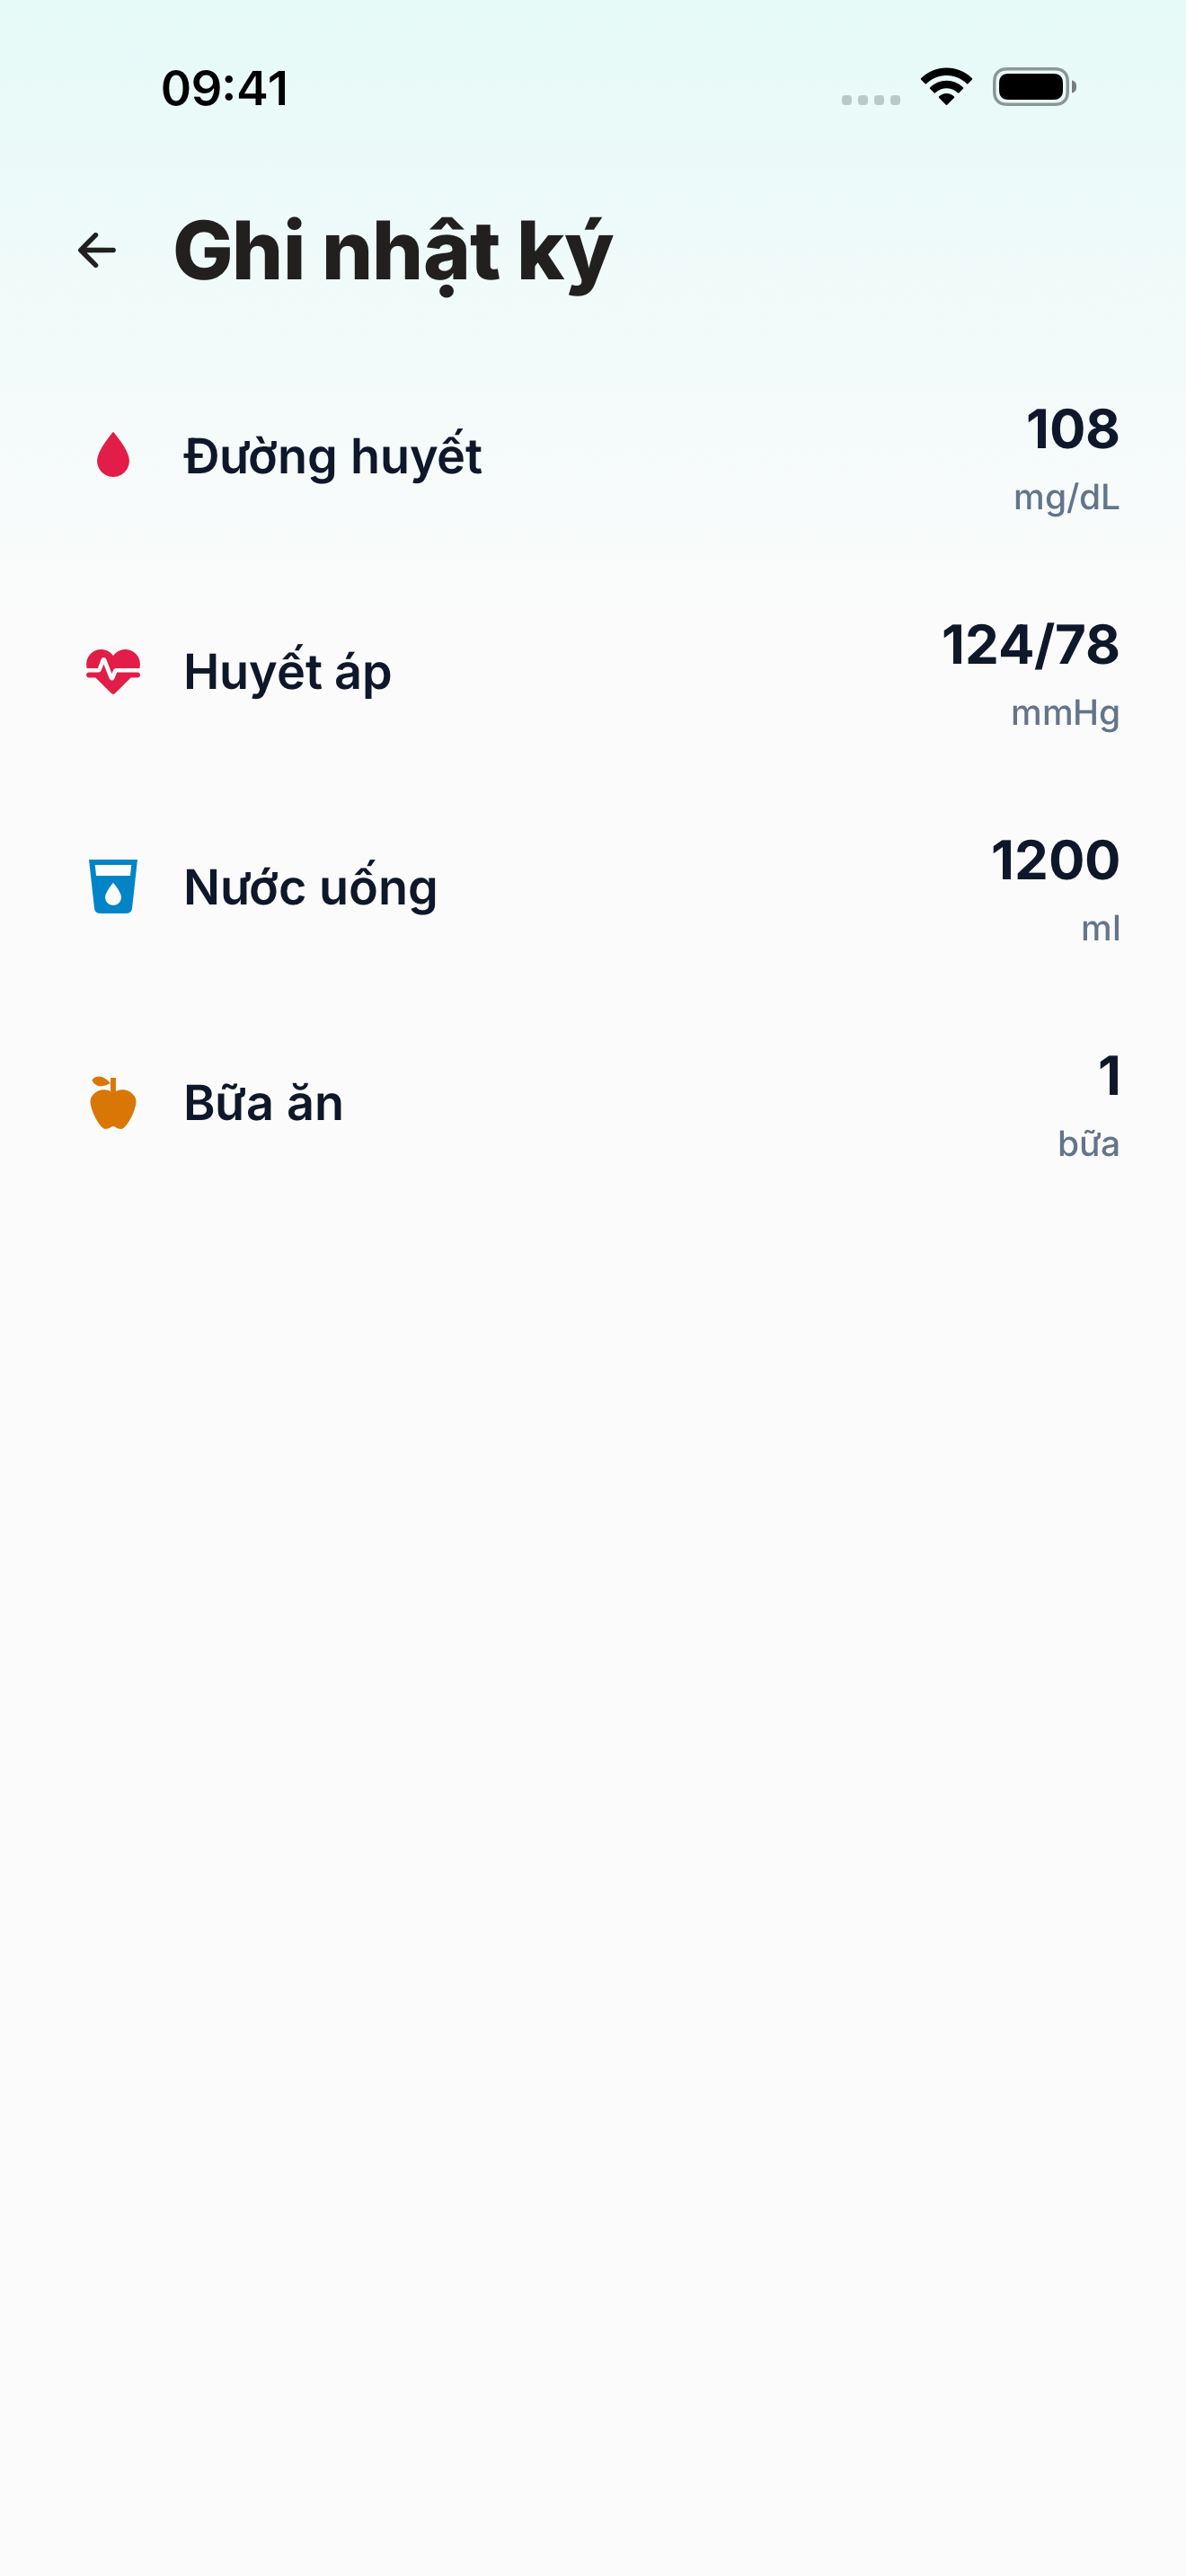 09:41
Ghi nhật ký
Đường huyết
108
mg/dL
Huyết áp
124/78
mmHg
Nước uống
1200
ml
Bữa ăn
1
bữa